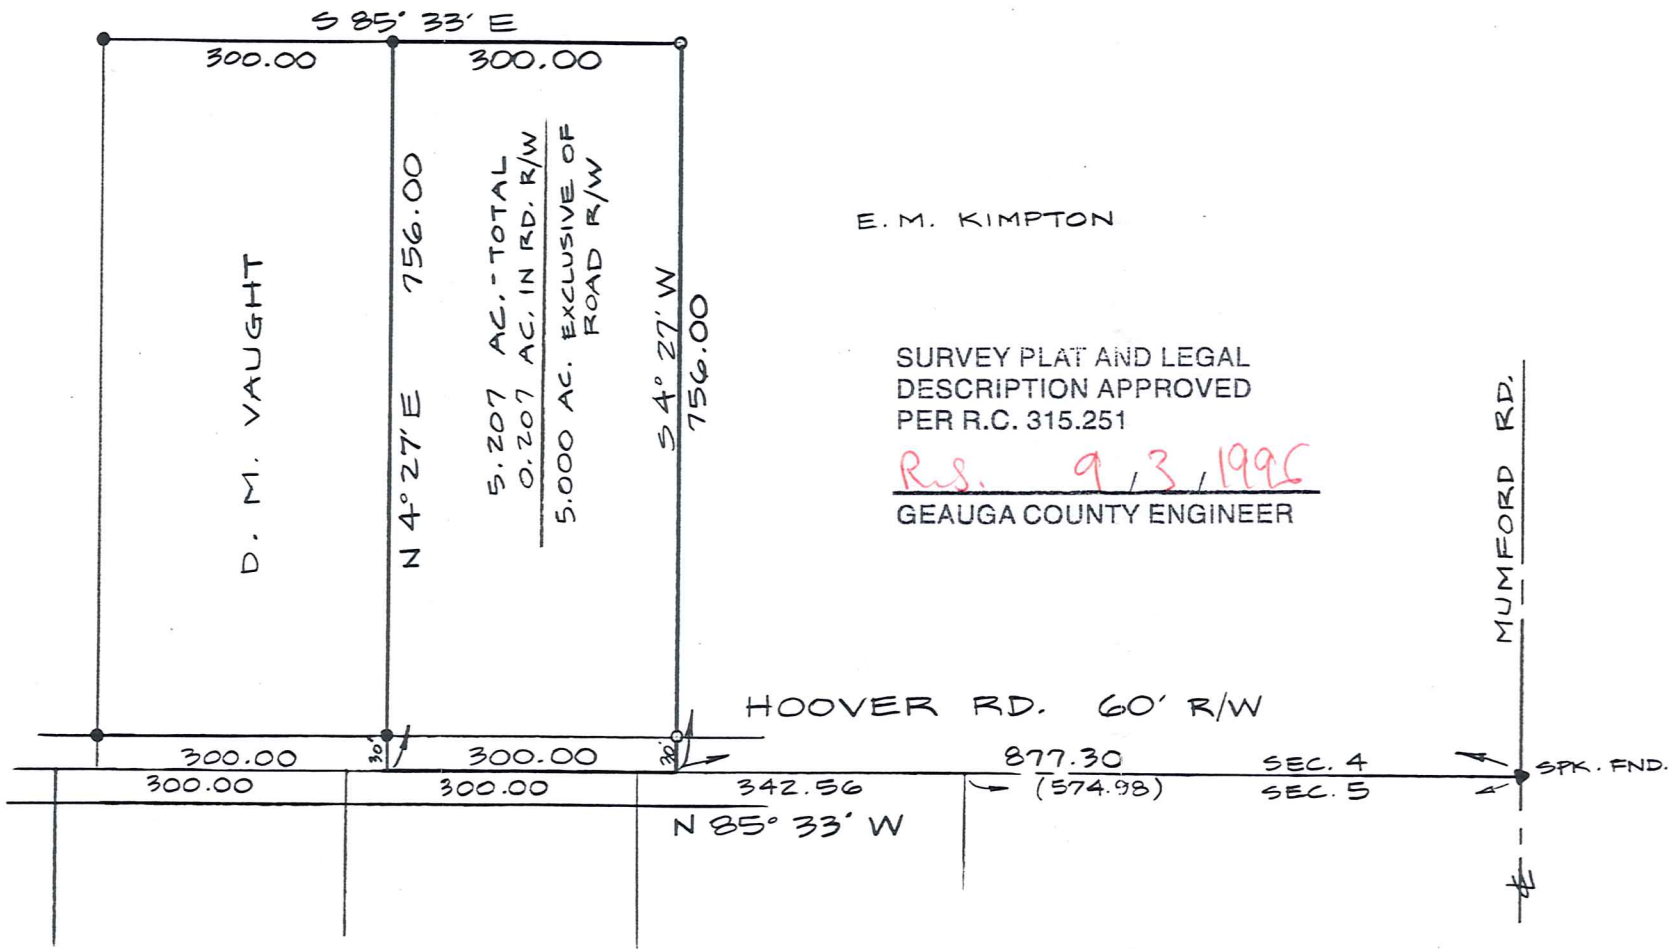 S 85° 33' E
300.00
300.00
D. M. VAUGHT
N 4° 27' E 756.00
5.207 AC.-TOTAL
0.207 AC. IN RD. R/W
5.000 AC. EXCLUSIVE OF
ROAD R/W
S 4° 27' W
756.00
E. M. KIMPTON
SURVEY PLAT AND LEGAL
DESCRIPTION APPROVED
PER R.C. 315.251
R.S. 9,3,1996
GEAUGA COUNTY ENGINEER
MUMFORD RD.
HOOVER RD. 60' R/W
300.00
30'
300.00
30'
877.30
SEC. 4
SPK. FND.
300.00
300.00
342.56
(574.98)
SEC. 5
N 85° 33' W